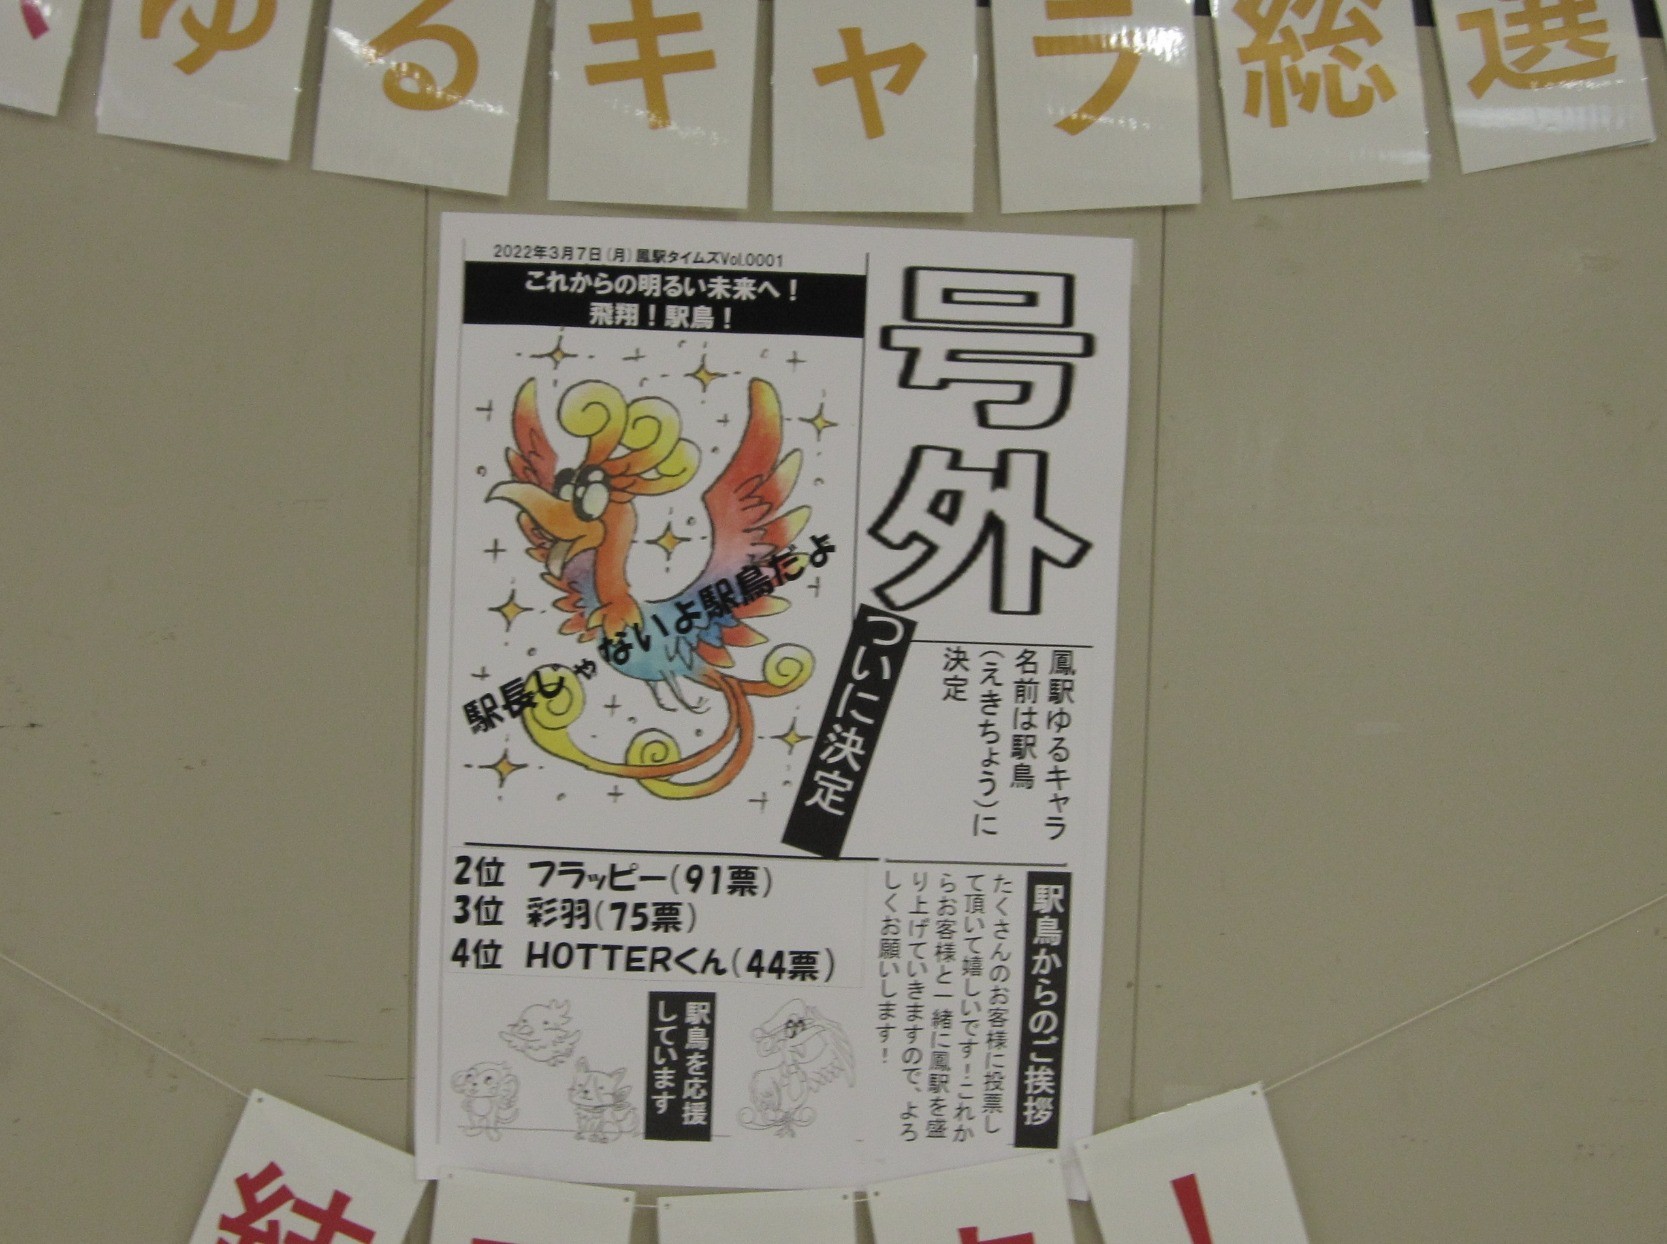 ゆるキャラ総選
2022年3月7日(月)鳳駅タイムズVol.0001
これからの明るい未来へ！
飛翔！駅鳥！
号外
ついに決定
駅長じゃないよ駅鳥だよ
鳳駅ゆるキャラ
名前は駅鳥
(えきちょう)に
決定
2位 フラッピー(91票)
3位 彩羽(75票)
4位 HOTTERくん(44票)
駅鳥からのご挨拶
たくさんのお客様に投票し
て頂いて嬉しいです！これか
らお客様と一緒に鳳駅を盛
り上げていきますので、よろ
しくお願いします！
駅鳥を応援
しています